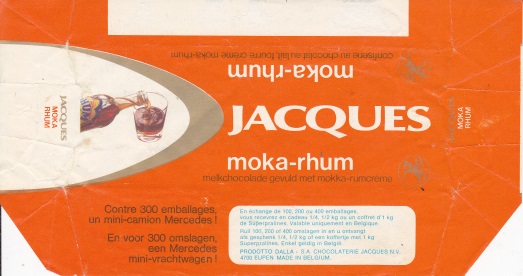 confiserie au chocolat au lait, fourré crème moka-rhum
moka-rhum
JACQUES
MOKA
RHUM
JACQUES
MOKA
RHUM
moka-rhum
melkchocolade gevuld met mokka-rumcrème
Contre 300 emballages,
un mini-camion Mercedes!
En voor 300 omslagen,
een Mercedes
mini-vrachtwagen!
En échange de 100, 200 ou 400 emballages,
vous recevrez en cadeau 1/4, 1/2 kg ou un coffret d'1 kg
de Superpralines. Valable uniquement en Belgique.
Ruil 100, 200 of 400 omslagen in en u ontvangt
als geschenk 1/4, 1/2 kg of een koffertje met 1 kg
Superpralines. Enkel geldig in België.
PRODOTTO DALLA - S.A. CHOCOLATERIE JACQUES N.V.
4700 EUPEN MADE IN BELGIUM.